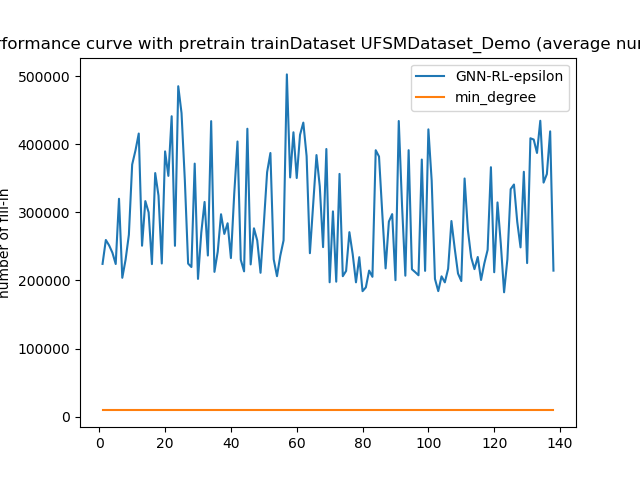 rformance curve with pretrain trainDataset UFSMDataset_Demo (average num
GNN-RL-epsilon
min_degree
number of fill-in
500000
400000
300000
200000
100000
0
0 20 40 60 80 100 120 140